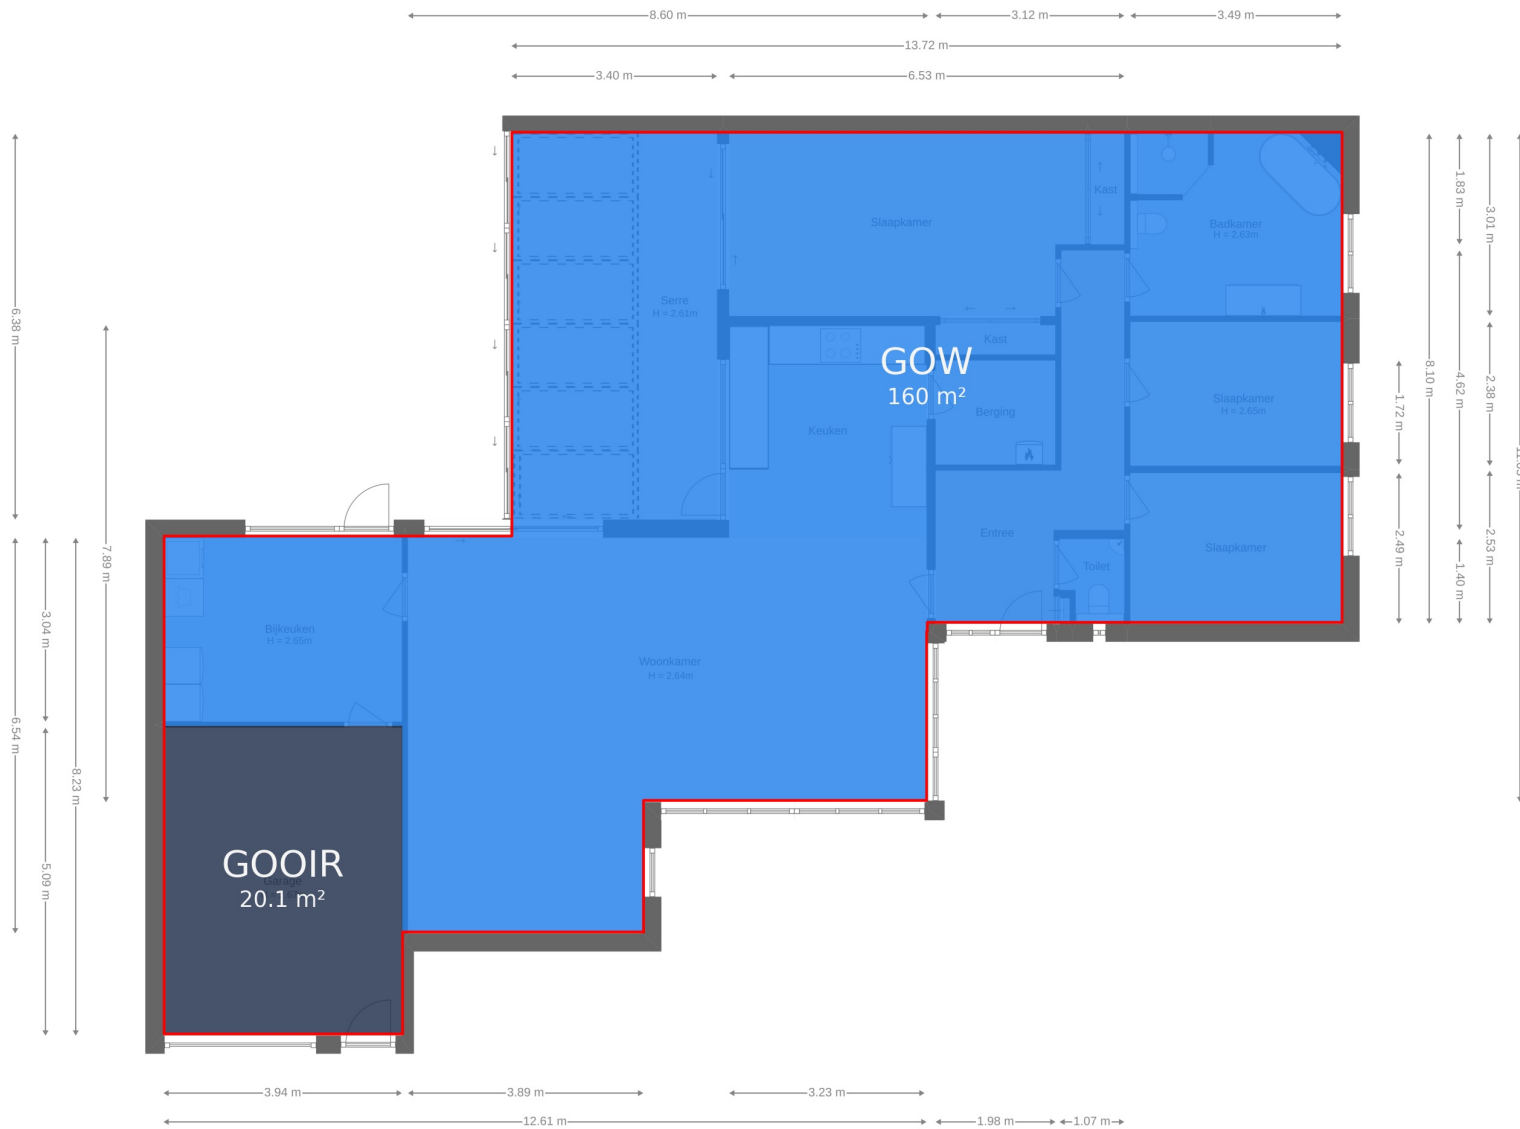 8.60 m
3.12 m
3.49 m
13.72 m
3.40 m
6.53 m
6.38 m
7.89 m
3.04 m
6.54 m
8.23 m
5.09 m
Kast
Slaapkamer
Badkamer
H = 2.63m
Serre
H = 2.61m
Kast
GOW
160 m²
Slaapkamer
H = 2.65m
Berging
Keuken
Entree
Slaapkamer
Toilet
Bijkeuken
H = 2.65m
Woonkamer
H = 2.64m
GOOIR
Garage
20.1 m²
1.83 m
3.01 m
8.10 m
4.62 m
2.38 m
1.72 m
2.49 m
2.53 m
1.40 m
3.94 m
3.89 m
3.23 m
12.61 m
1.98 m
1.07 m